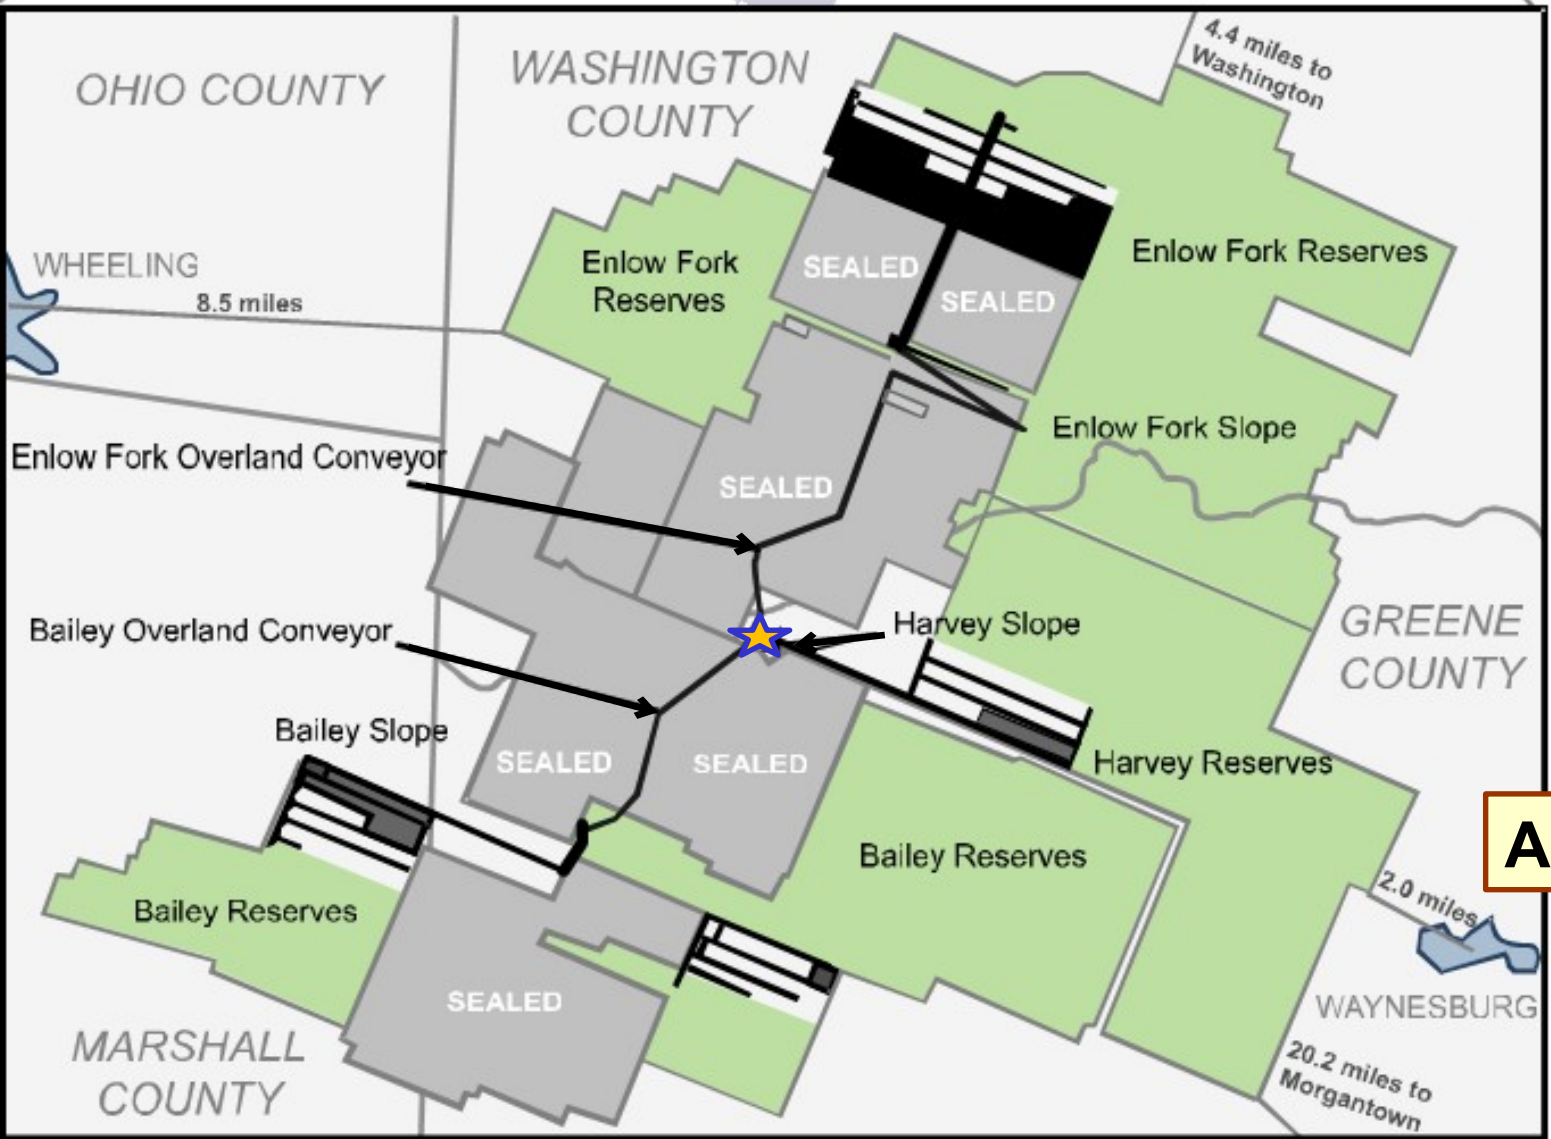 OHIO COUNTY
WASHINGTON
COUNTY
4.4 miles to
Washington
WHEELING
8.5 miles
Enlow Fork
Reserves
SEALED
SEALED
Enlow Fork Reserves
Enlow Fork Overland Conveyor
Enlow Fork Slope
SEALED
Bailey Overland Conveyor
Harvey Slope
GREENE
COUNTY
Bailey Slope
SEALED
SEALED
Harvey Reserves
Bailey Reserves
A
Bailey Reserves
2.0 miles
SEALED
WAYNESBURG
MARSHALL
COUNTY
20.2 miles to
Morgantown